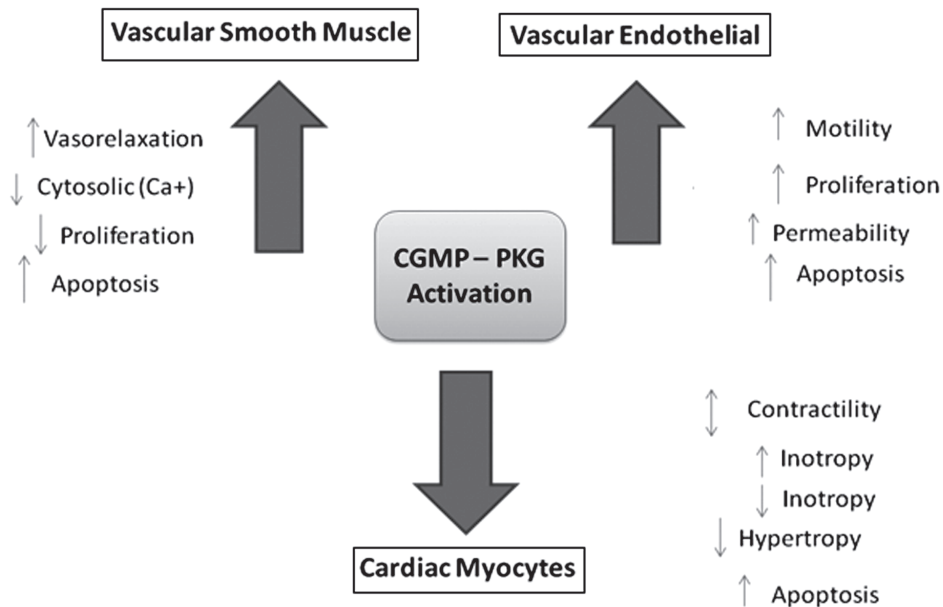 Vascular Smooth Muscle
↑ Vasorelaxation
↓ Cytosolic (Ca+)
↓ Proliferation
↑ Apoptosis
Vascular Endothelial
↑ Motility
↑ Proliferation
↑ Permeability
↑ Apoptosis
CGMP – PKG
Activation
Cardiac Myocytes
↕ Contractility
↑ Inotropy
↓ Inotropy
↓ Hypertropy
↑ Apoptosis